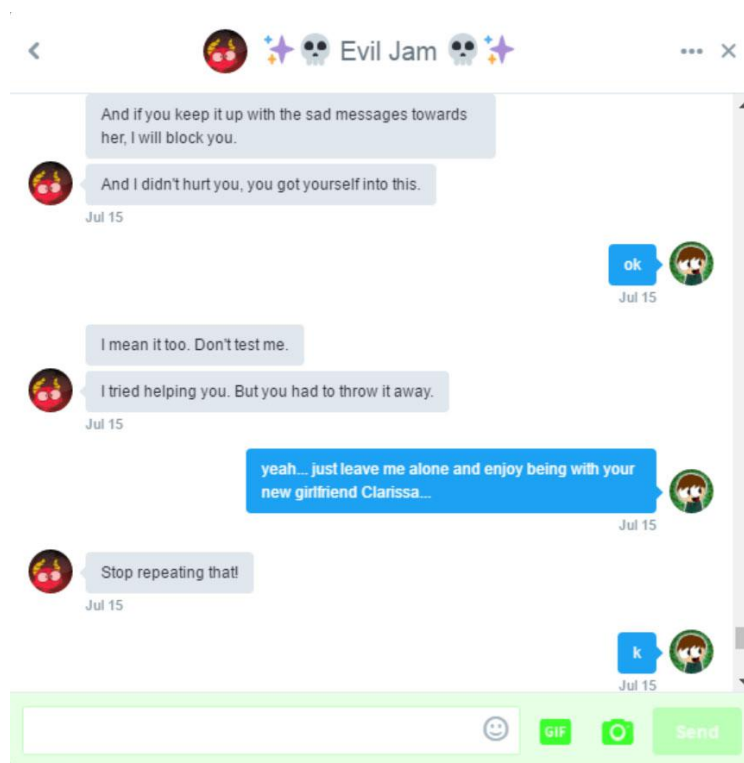 ✨💀 Evil Jam 💀✨
And if you keep it up with the sad messages towards
her, I will block you.
And I didn't hurt you, you got yourself into this.
Jul 15
ok
Jul 15
I mean it too. Don't test me.
I tried helping you. But you had to throw it away.
Jul 15
yeah... just leave me alone and enjoy being with your
new girlfriend Clarissa...
Jul 15
Stop repeating that!
Jul 15
k
Jul 15
GIF
Send